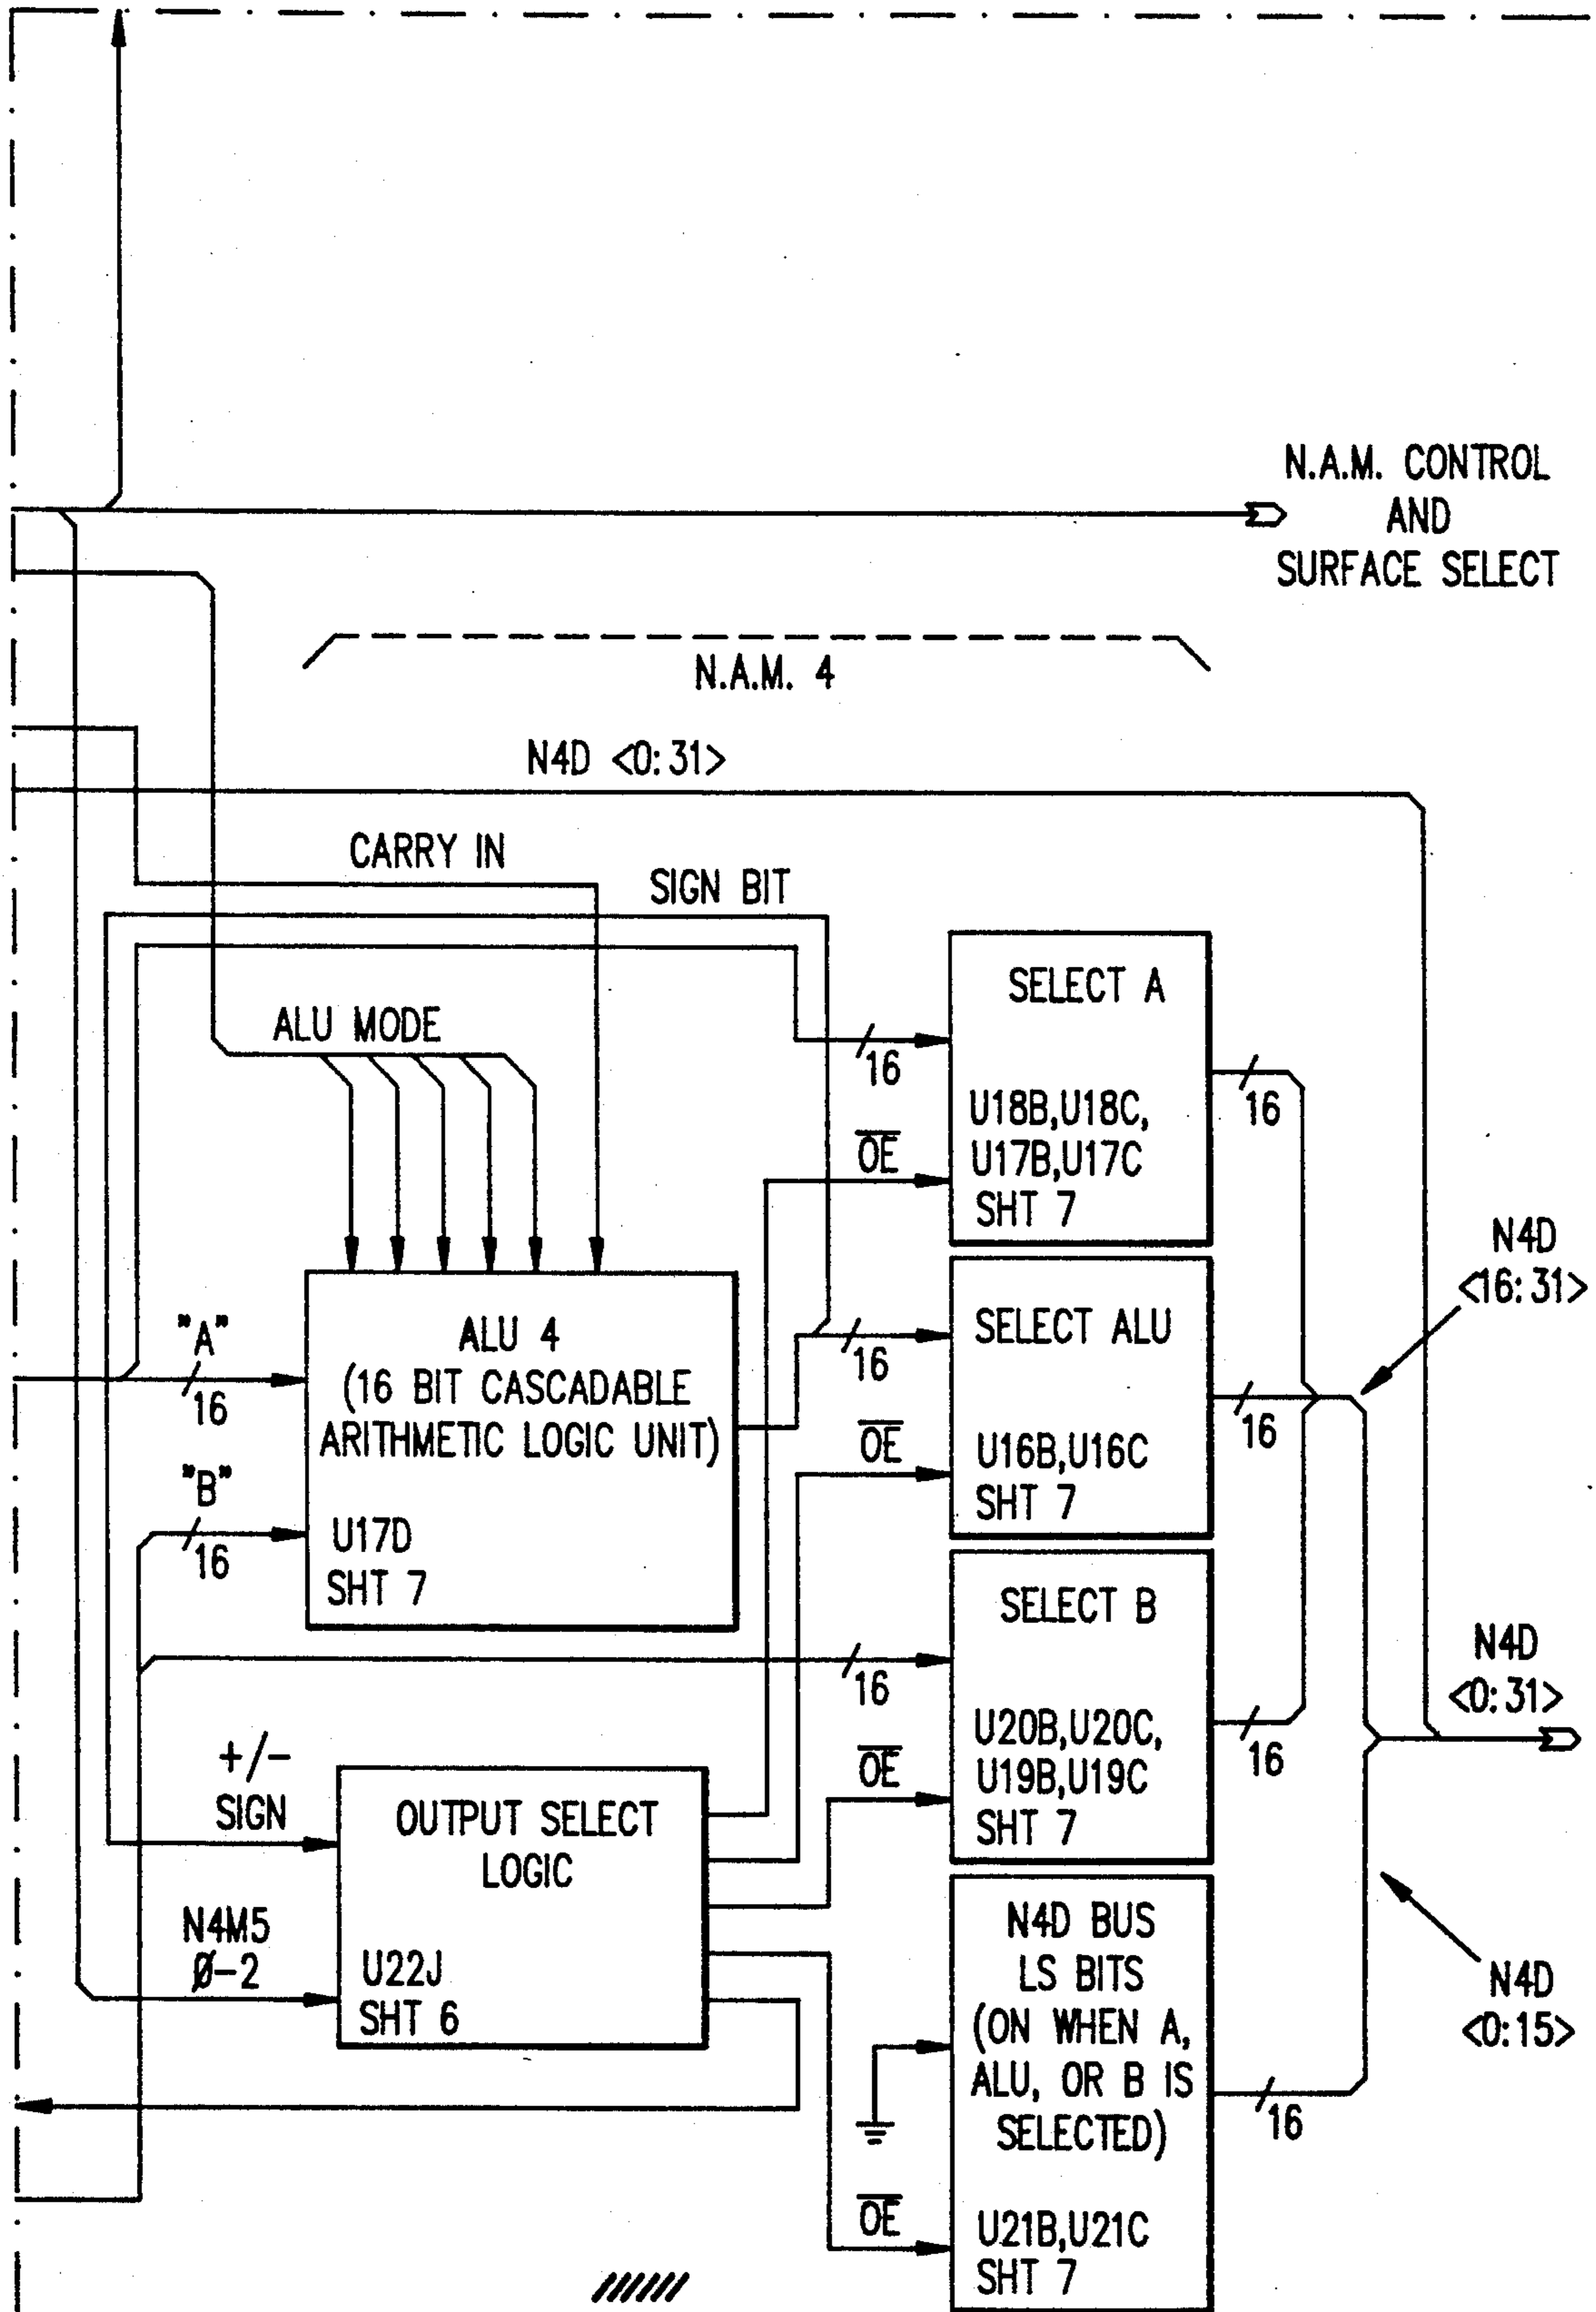 N.A.M. CONTROL
AND
SURFACE SELECT
N.A.M. 4
N4D <0:31>
CARRY IN
SIGN BIT
ALU MODE
SELECT A
16
U18B,U18C,
U17B,U17C
SHT 7
OE
16
N4D
<16:31>
"A"
16
ALU 4
(16 BIT CASCADABLE
ARITHMETIC LOGIC UNIT)
U17D
SHT 7
"B"
16
16
SELECT ALU
OE
U16B,U16C
SHT 7
16
SELECT B
16
U20B,U20C,
U19B,U19C
SHT 7
OE
16
N4D
<0:31>
+/-
SIGN
OUTPUT SELECT
LOGIC
U22J
SHT 6
N4M5
Ø-2
N4D BUS
LS BITS
(ON WHEN A,
ALU, OR B IS
SELECTED)
U21B,U21C
SHT 7
OE
16
N4D
<0:15>